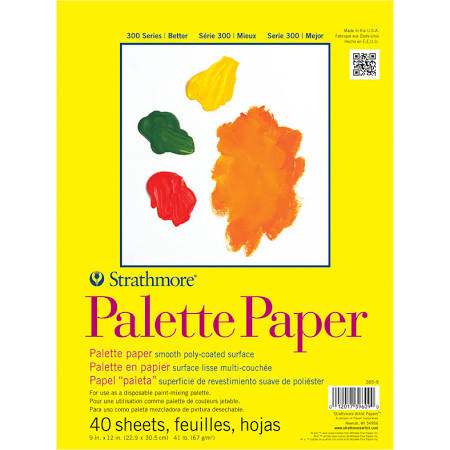 300 Series | Better Série 300 | Mieux Serie 300 | Mejor
Made in the U.S.A.
Fabriqué aux États-Unis
Hecho en E.E.U.U.
Strathmore®
Palette Paper
Palette paper smooth poly-coated surface
Palette en papier surface lisse multi-couchée
Papel "paleta" superficie de revestimiento suave de poliéster
For use as a disposable paint-mixing palette.
Pour une utilisation comme palette de couleurs jetable.
Para uso como paleta mezcladora de pintura desechable.
40 sheets, feuilles, hojas
9 in. x 12 in. (22.9 x 30.5 cm) 41 lb. (67 g/m²)
365-9
0 12017 39609
Strathmore Artist Papers™
Neenah, WI 54956
www.strathmoreartist.com